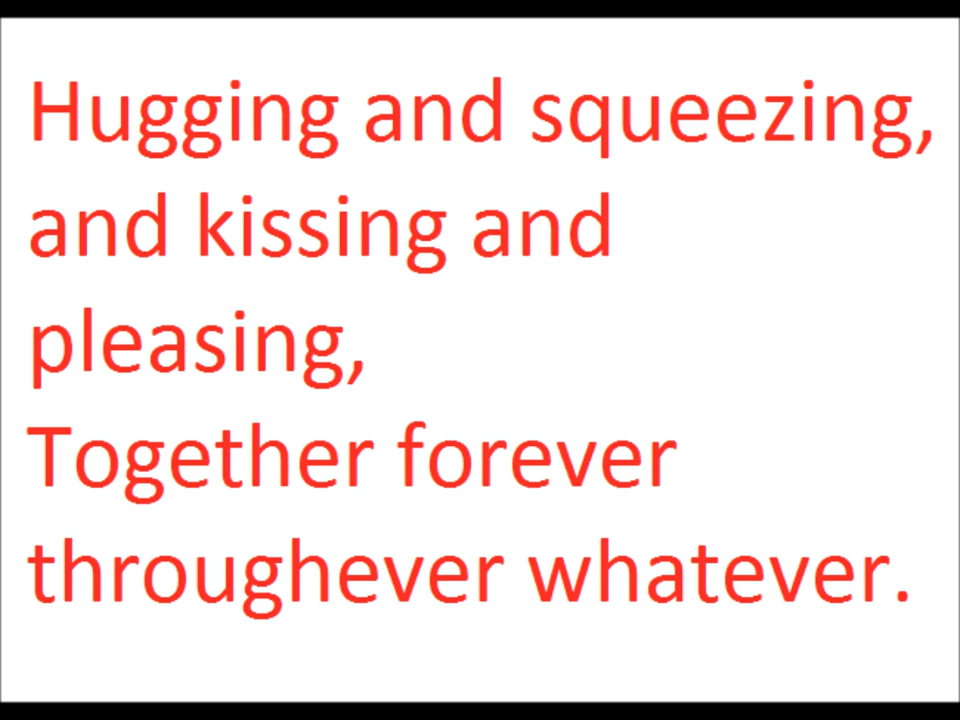 Hugging and squeezing,
and kissing and
pleasing,
Together forever
throughever whatever.